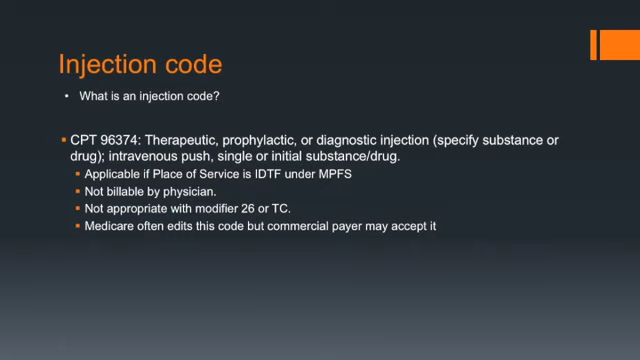 Injection code
• What is an injection code?
▪ CPT 96374: Therapeutic, prophylactic, or diagnostic injection (specify substance or
drug); intravenous push, single or initial substance/drug.
▪ Applicable if Place of Service is IDTF under MPFS
▪ Not billable by physician.
▪ Not appropriate with modifier 26 or TC.
▪ Medicare often edits this code but commercial payer may accept it